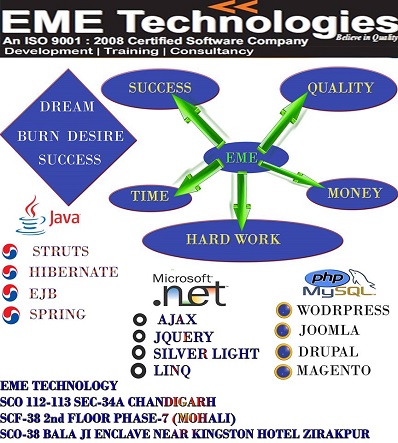 EME Technologies
Believe in Quality
An ISO 9001 : 2008 Certified Software Company
Development | Training | Consultancy
SUCCESS
QUALITY
DREAM
BURN DESIRE
SUCCESS
EME
TIME
MONEY
HARD WORK
Java
STRUTS
HIBERNATE
EJB
SPRING
Microsoft
.net
AJAX
JQUERY
SILVER LIGHT
LINQ
php
MySQL
WODRPRESS
JOOMLA
DRUPAL
MAGENTO
EME TECHNOLOGY
SCO 112-113 SEC-34A CHANDIGARH
SCF-38 2nd FLOOR PHASE-7 (MOHALI)
SCO-38 BALA JI ENCLAVE NEAR KINGSTON HOTEL ZIRAKPUR